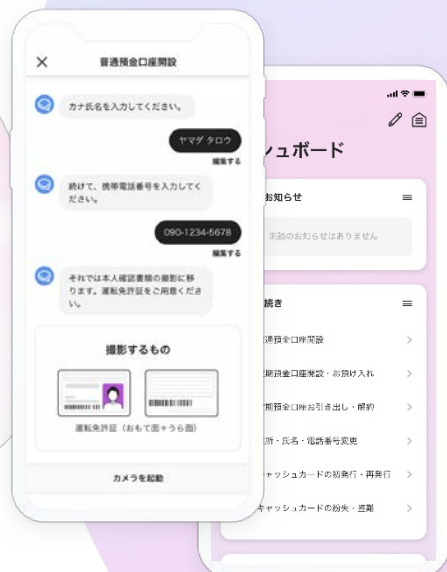 普通預金口座開設
カナ氏名を入力してください。
ヤマダ タロウ
編集する
続けて、携帯電話番号を入力してく
ださい。
090-1234-5678
編集する
それでは本人確認書類の撮影に移
ります。運転免許証をご用意くださ
い。
撮影するもの
運転免許証（おもて面＋うら面）
カメラを起動
ュボード
お知らせ
未読のお知らせはありません
続き
通預金口座開設
期預金口座開設・お預け入れ
期預金口座お引き出し・解約
所・氏名・電話番号変更
キャッシュカードの初発行・再発行
キャッシュカードの紛失・盗難